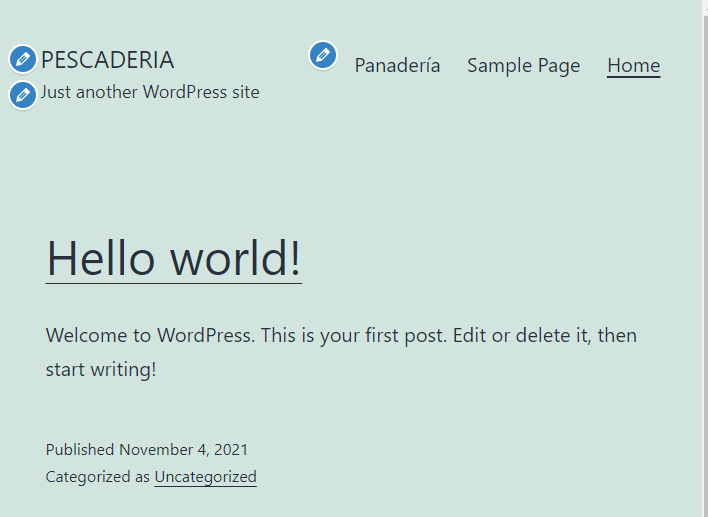 PESCADERIA
Just another WordPress site
Panadería Sample Page Home
Hello world!
Welcome to WordPress. This is your first post. Edit or delete it, then
start writing!
Published November 4, 2021
Categorized as Uncategorized